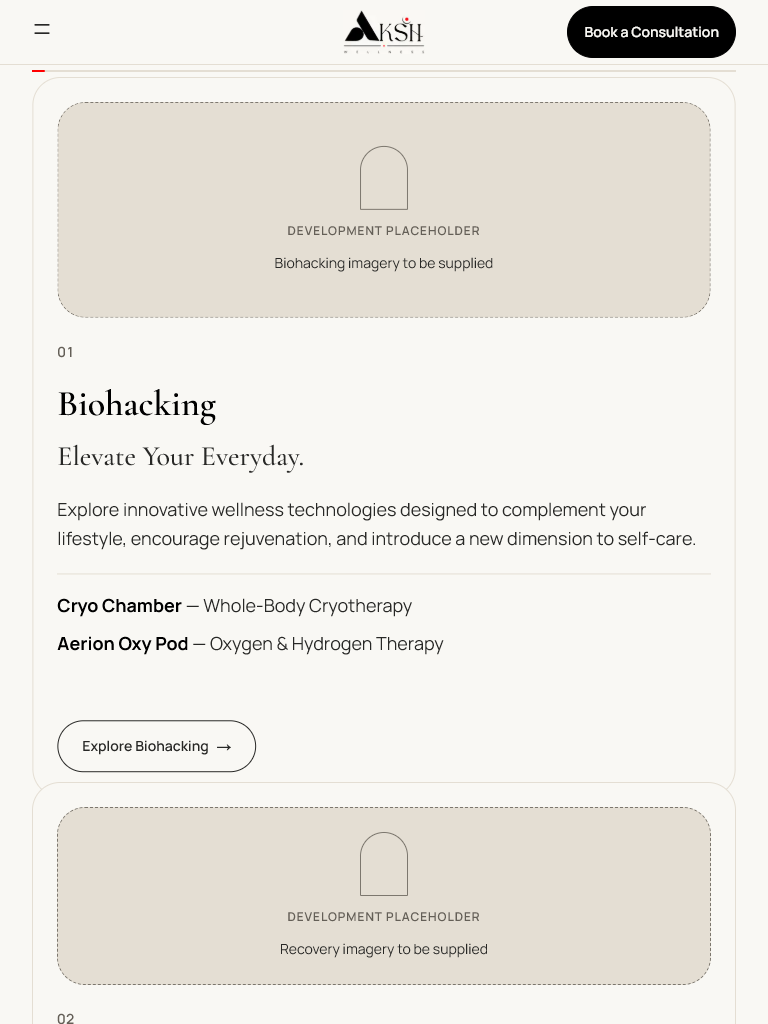 AKSH
WELLNESS
Book a Consultation
DEVELOPMENT PLACEHOLDER
Biohacking imagery to be supplied
01
Biohacking
Elevate Your Everyday.
Explore innovative wellness technologies designed to complement your
lifestyle, encourage rejuvenation, and introduce a new dimension to self-care.
Cryo Chamber — Whole-Body Cryotherapy
Aerion Oxy Pod — Oxygen & Hydrogen Therapy
Explore Biohacking →
DEVELOPMENT PLACEHOLDER
Recovery imagery to be supplied
02